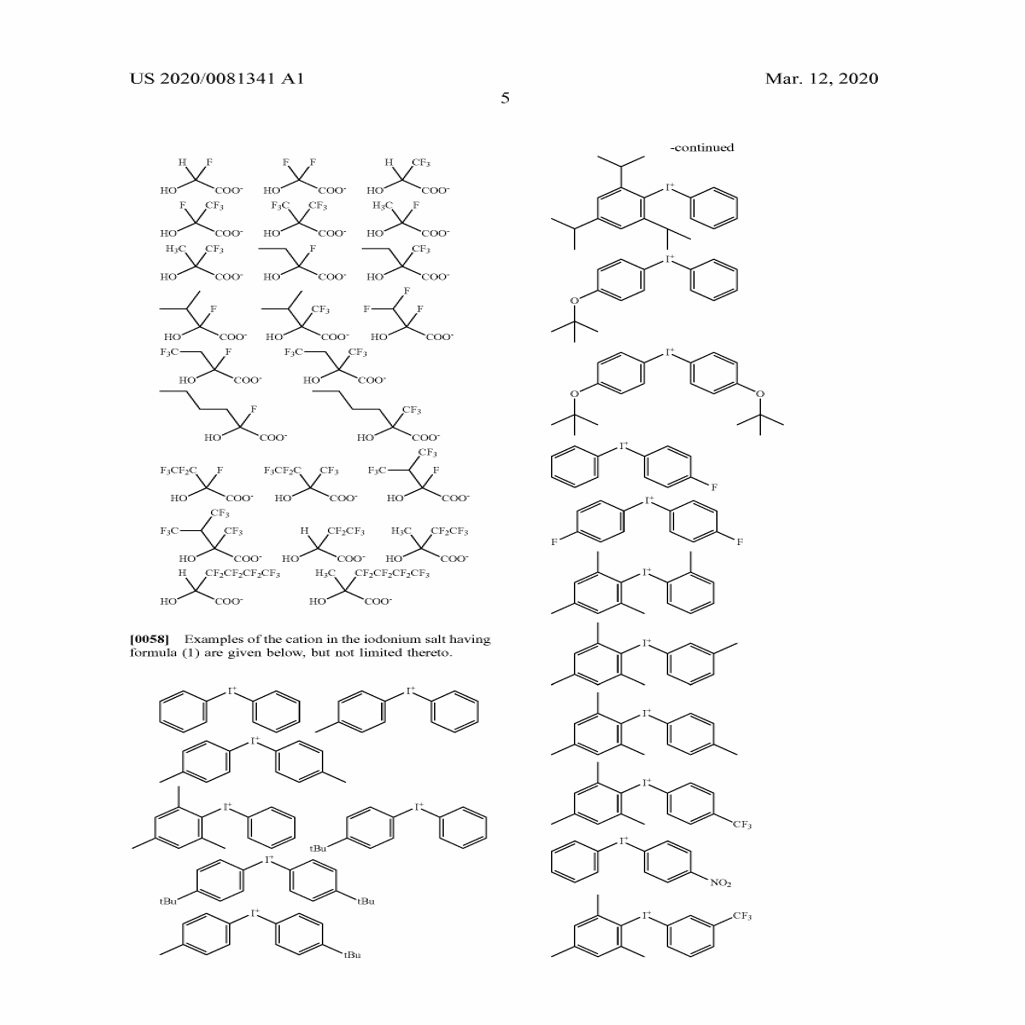 US 2020/0081341 A1
Mar. 12, 2020
5
H F
HO COO-
F F
HO COO-
H CF3
HO COO-
F CF3
HO COO-
F3C CF3
HO COO-
H3C F
HO COO-
H3C CF3
HO COO-
F
HO COO-
CF3
HO COO-
F
HO COO-
CF3
HO COO-
F
F F
HO COO-
F3C F
HO COO-
F3C CF3
HO COO-
F
HO COO-
CF3
HO COO-
F3CF2C F
HO COO-
F3CF2C CF3
HO COO-
CF3
F3C F
HO COO-
CF3
F3C CF3
HO COO-
H CF2CF3
HO COO-
H3C CF2CF3
HO COO-
H CF2CF2CF2CF3
HO COO-
H3C CF2CF2CF2CF3
HO COO-
[0058] Examples of the cation in the iodonium salt having
formula (1) are given below, but not limited thereto.
I+
I+
I+
I+
I+
tBu
I+
tBu tBu
I+
tBu
-continued
I+
I+
O
I+
O O
I+
F
I+
F F
I+
I+
I+
I+
CF3
I+
NO2
I+
CF3